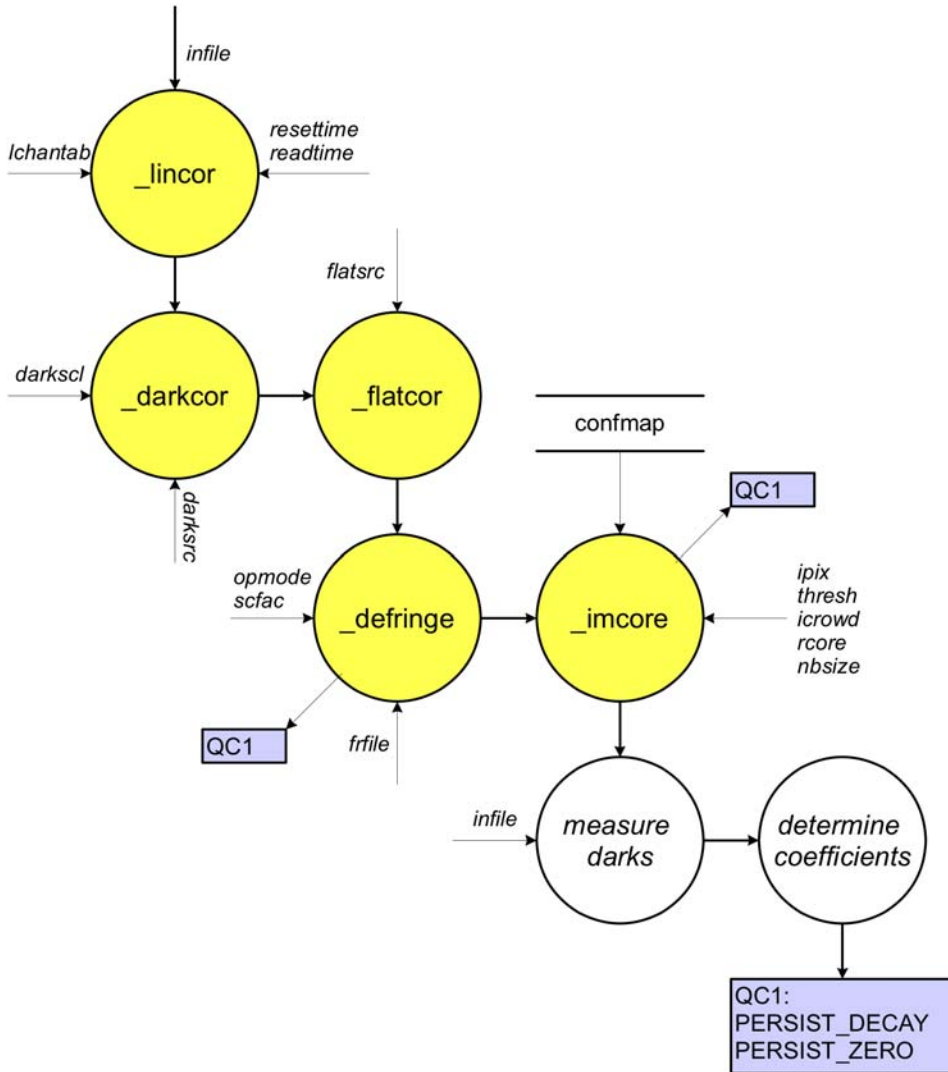 infile
lchantab
resettime
readtime
_lincor
flatsrc
darkscl
_darkcor
_flatcor
confmap
darksrc
QC1
opmode
scfac
_defringe
_imcore
ipix
thresh
icrowd
rcore
nbsize
QC1
frfile
infile
measure
darks
determine
coefficients
QC1:
PERSIST_DECAY
PERSIST_ZERO